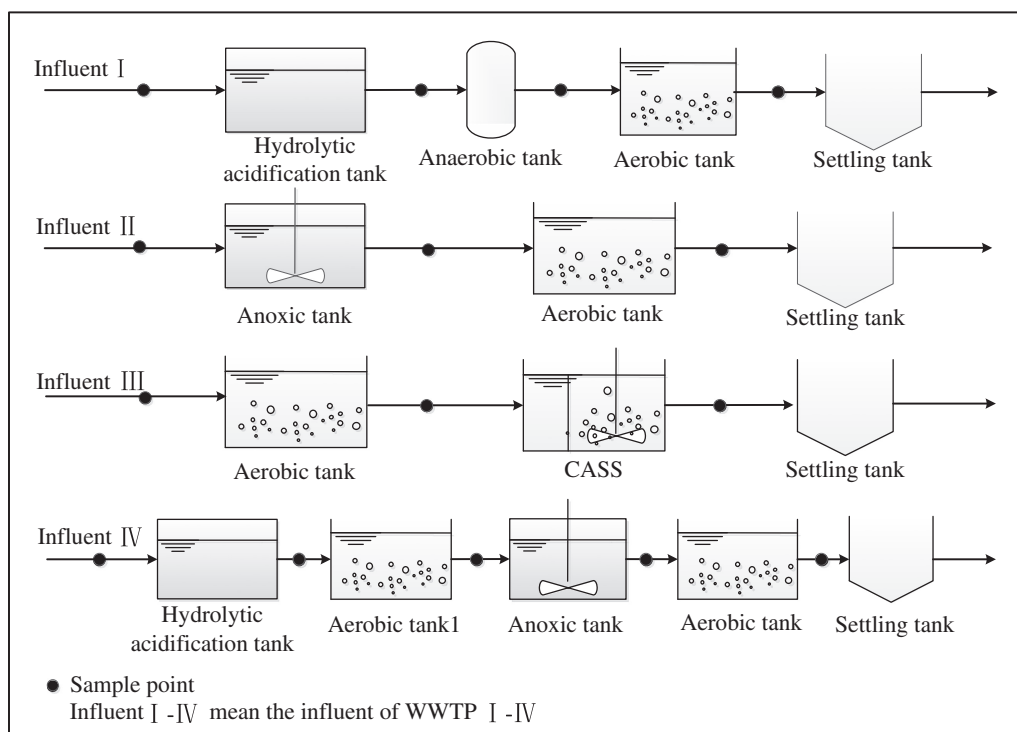 Influent Ⅰ
Hydrolytic
acidification tank
Anaerobic tank
Aerobic tank
Settling tank
Influent Ⅱ
Anoxic tank
Aerobic tank
Settling tank
Influent Ⅲ
Aerobic tank
CASS
Settling tank
Influent Ⅳ
Hydrolytic
acidification tank
Aerobic tank1
Anoxic tank
Aerobic tank
Settling tank
Sample point
Influent Ⅰ-Ⅳ mean the influent of WWTP Ⅰ-Ⅳ